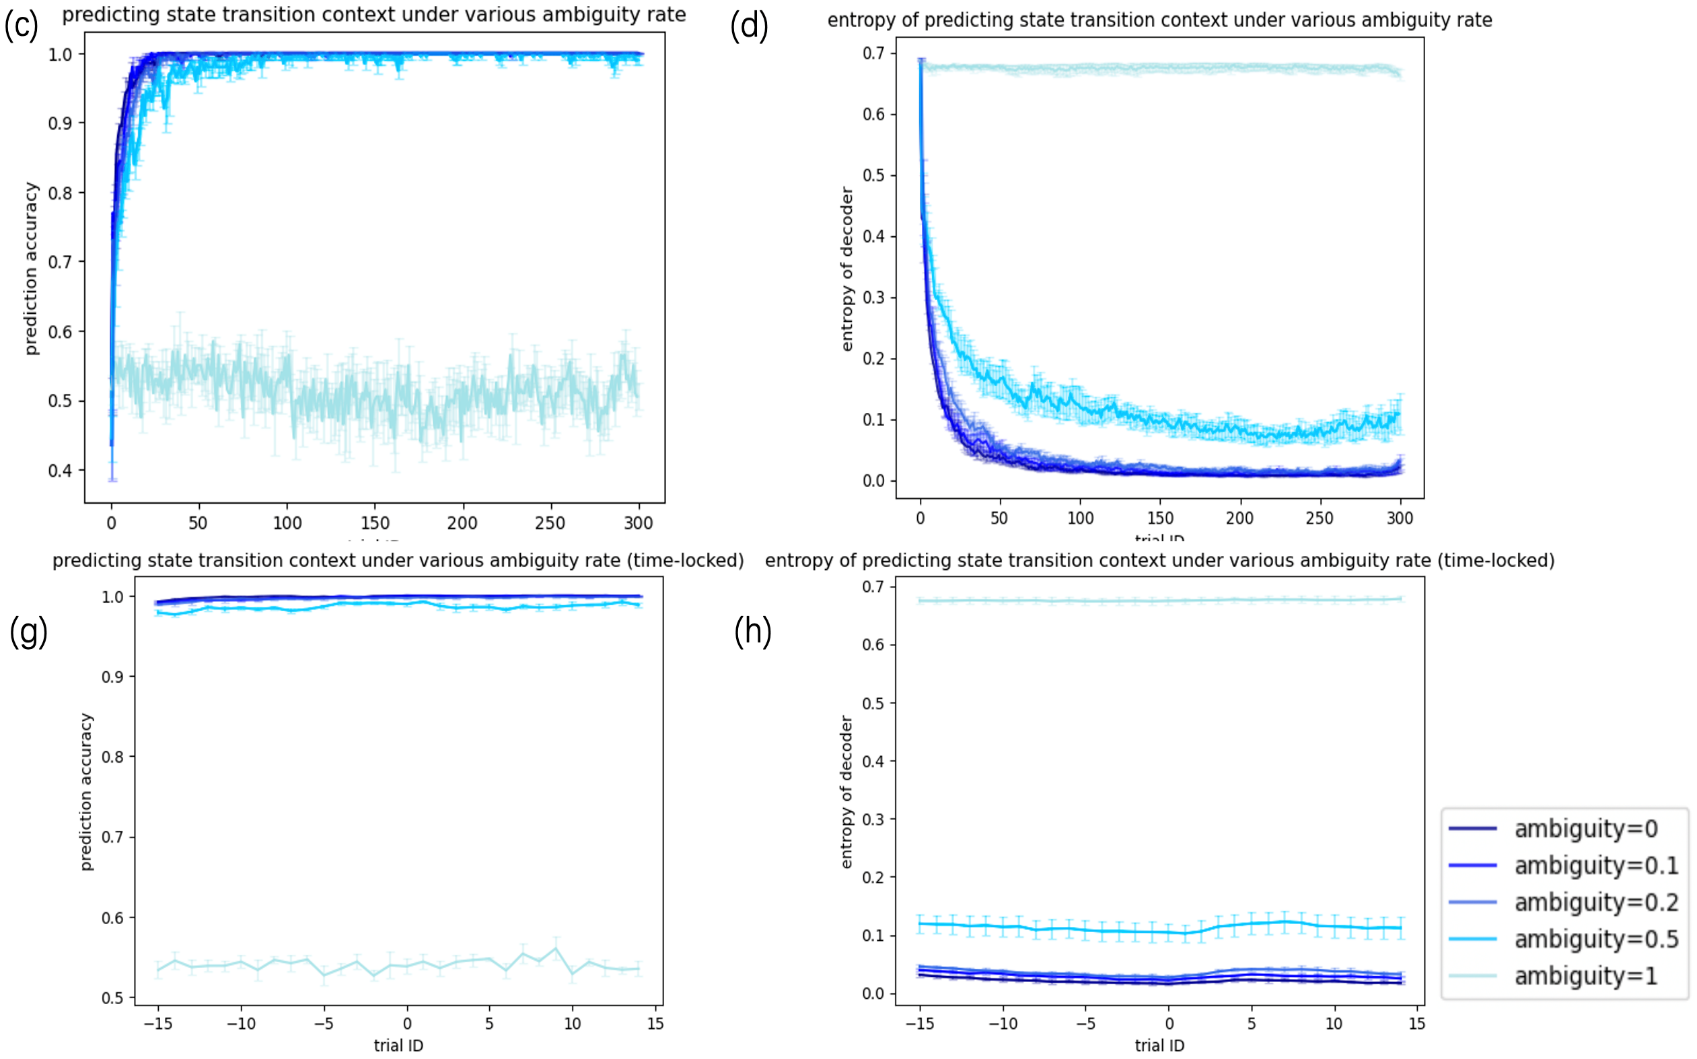 (c)
predicting state transition context under various ambiguity rate
1.0
0.9
0.8
0.7
0.6
0.5
0.4
prediction accuracy
0 50 100 150 200 250 300
(d)
entropy of predicting state transition context under various ambiguity rate
0.7
0.6
0.5
0.4
0.3
0.2
0.1
0.0
entropy of decoder
0 50 100 150 200 250 300
trial ID
predicting state transition context under various ambiguity rate (time-locked)
(g)
1.0
0.9
0.8
0.7
0.6
0.5
prediction accuracy
−15 −10 −5 0 5 10 15
trial ID
entropy of predicting state transition context under various ambiguity rate (time-locked)
(h)
0.7
0.6
0.5
0.4
0.3
0.2
0.1
0.0
entropy of decoder
−15 −10 −5 0 5 10 15
trial ID
ambiguity=0
ambiguity=0.1
ambiguity=0.2
ambiguity=0.5
ambiguity=1